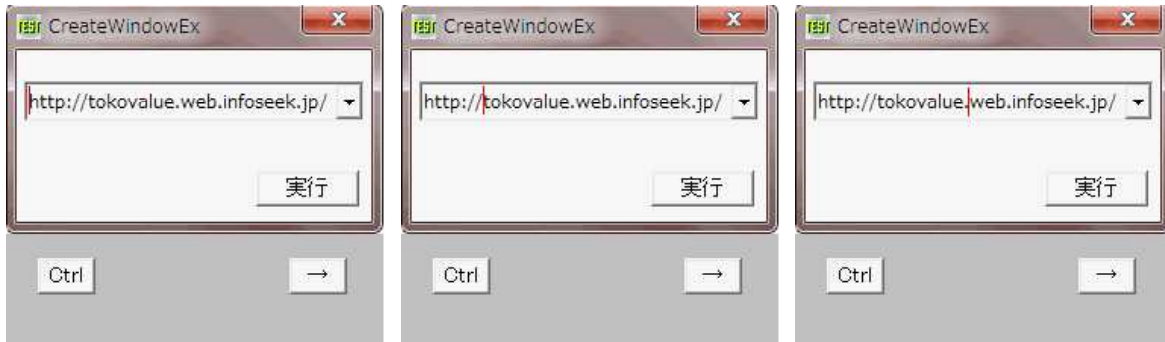 CreateWindowEx
http://tokovalue.web.infoseek.jp/
実行
Ctrl →
CreateWindowEx
http://tokovalue.web.infoseek.jp/
実行
Ctrl →
CreateWindowEx
http://tokovalue.web.infoseek.jp/
実行
Ctrl →